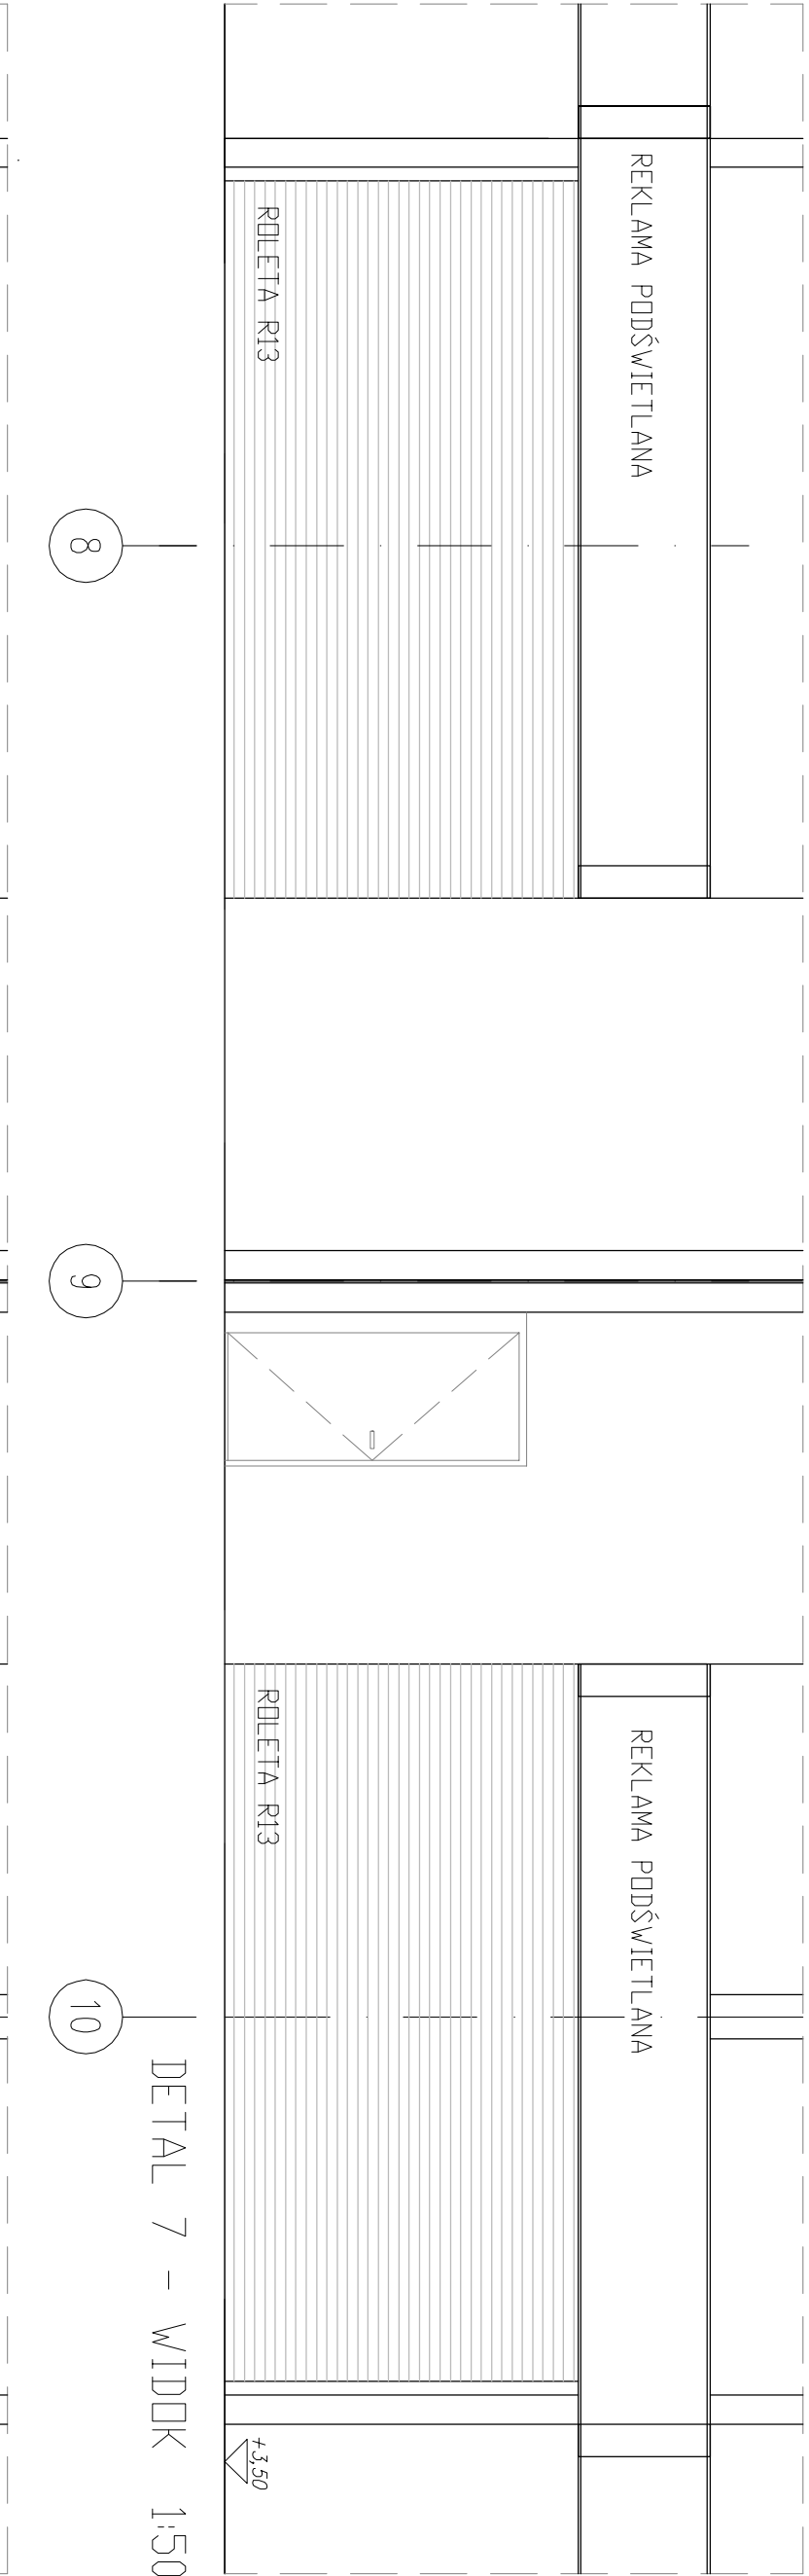 REKLAMA PODŚWIETLANA
REKLAMA PODŚWIETLANA
ROLETA R13
ROLETA R13
+3,50
8
9
10
DETAL 7 - WIDOK 1:50